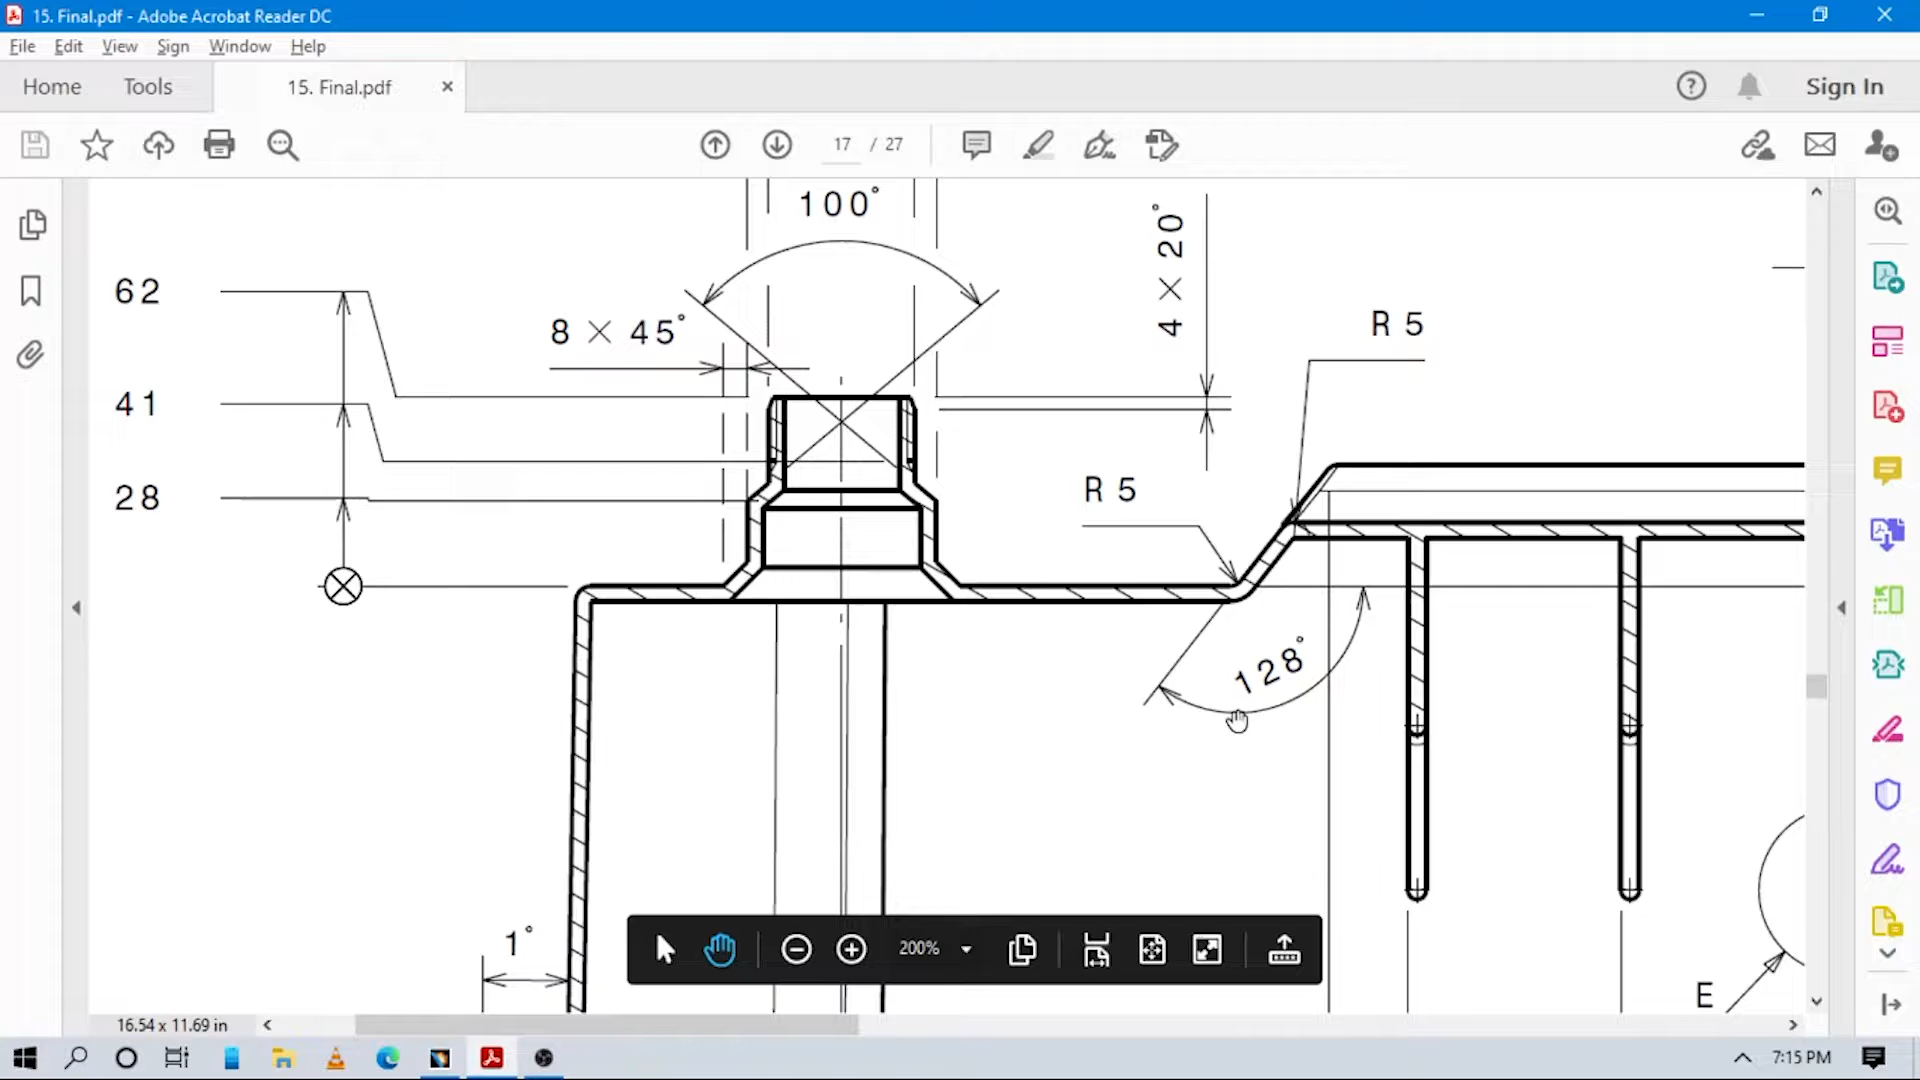 15. Final.pdf - Adobe Acrobat Reader DC
File Edit View Sign Window Help
Home Tools 15. Final.pdf × Sign In
17 / 27
100°
4 × 20°
62
8 × 45°
R 5
41
R 5
28
128°
1°
200%
E
16.54 x 11.69 in
7:15 PM